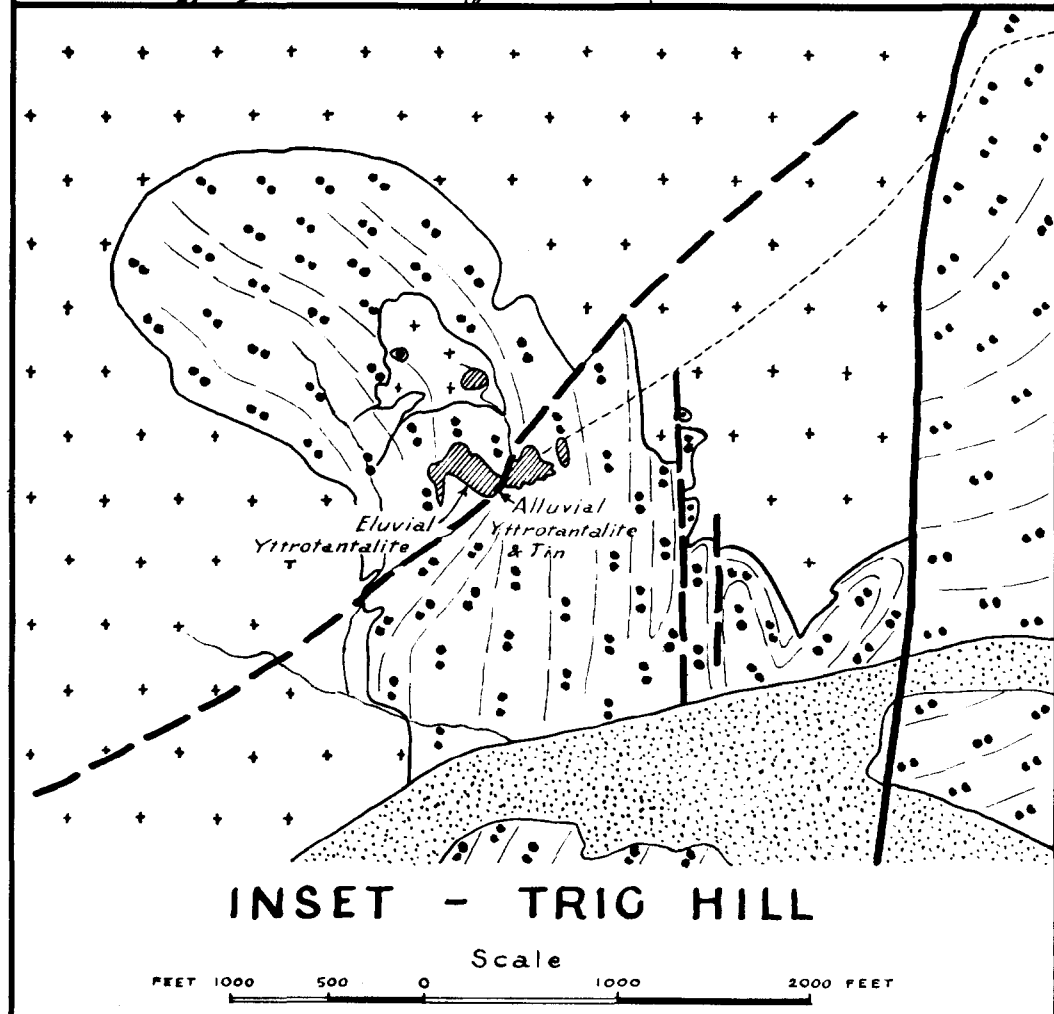 Eluvial
Yttrotantalite
Alluvial
Yttrotantalite
& Tin
INSET - TRIG HILL
Scale
FEET 1000 500 0 1000 2000 FEET